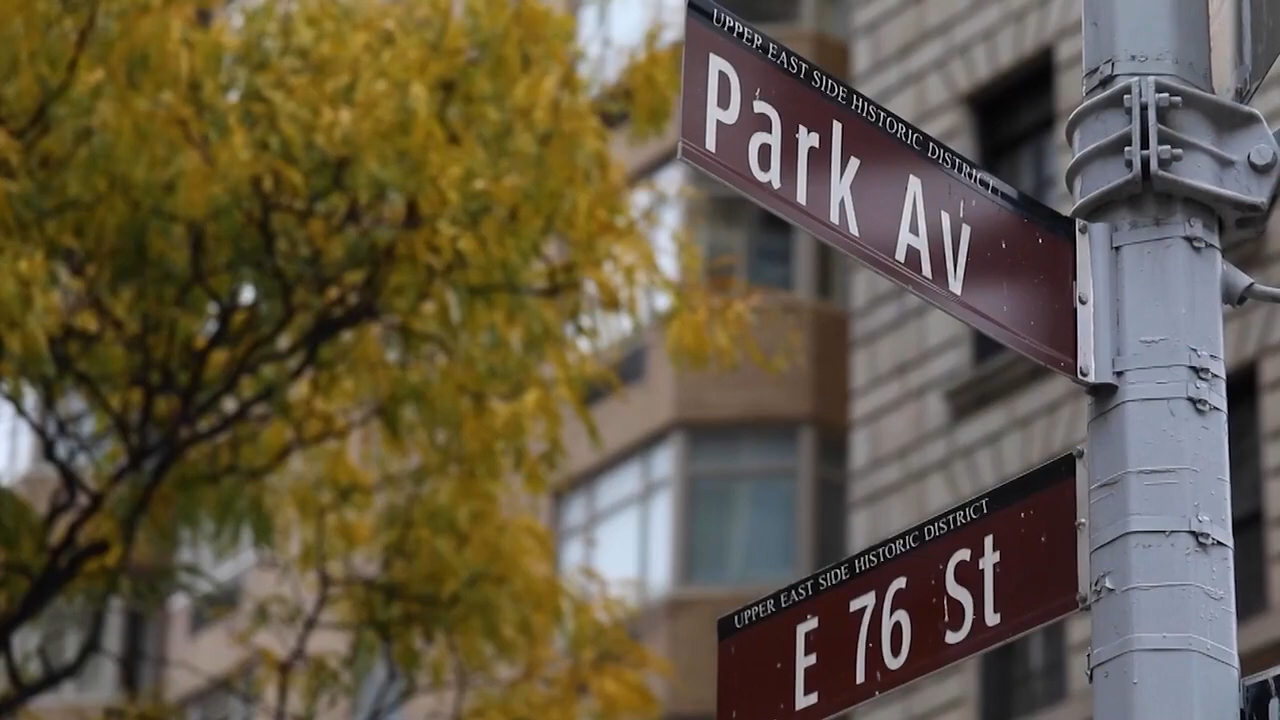 UPPER EAST SIDE HISTORIC DISTRICT
Park Av
UPPER EAST SIDE HISTORIC DISTRICT
E 76 St